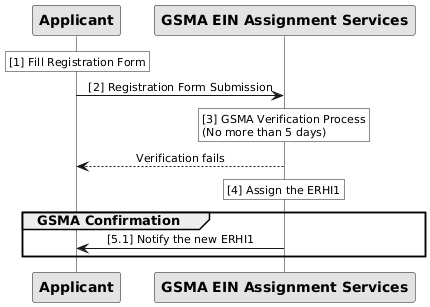 Applicant
GSMA EIN Assignment Services
[1] Fill Registration Form
[2] Registration Form Submission
[3] GSMA Verification Process
(No more than 5 days)
Verification fails
[4] Assign the ERHI1
GSMA Confirmation
[5.1] Notify the new ERHI1
Applicant
GSMA EIN Assignment Services